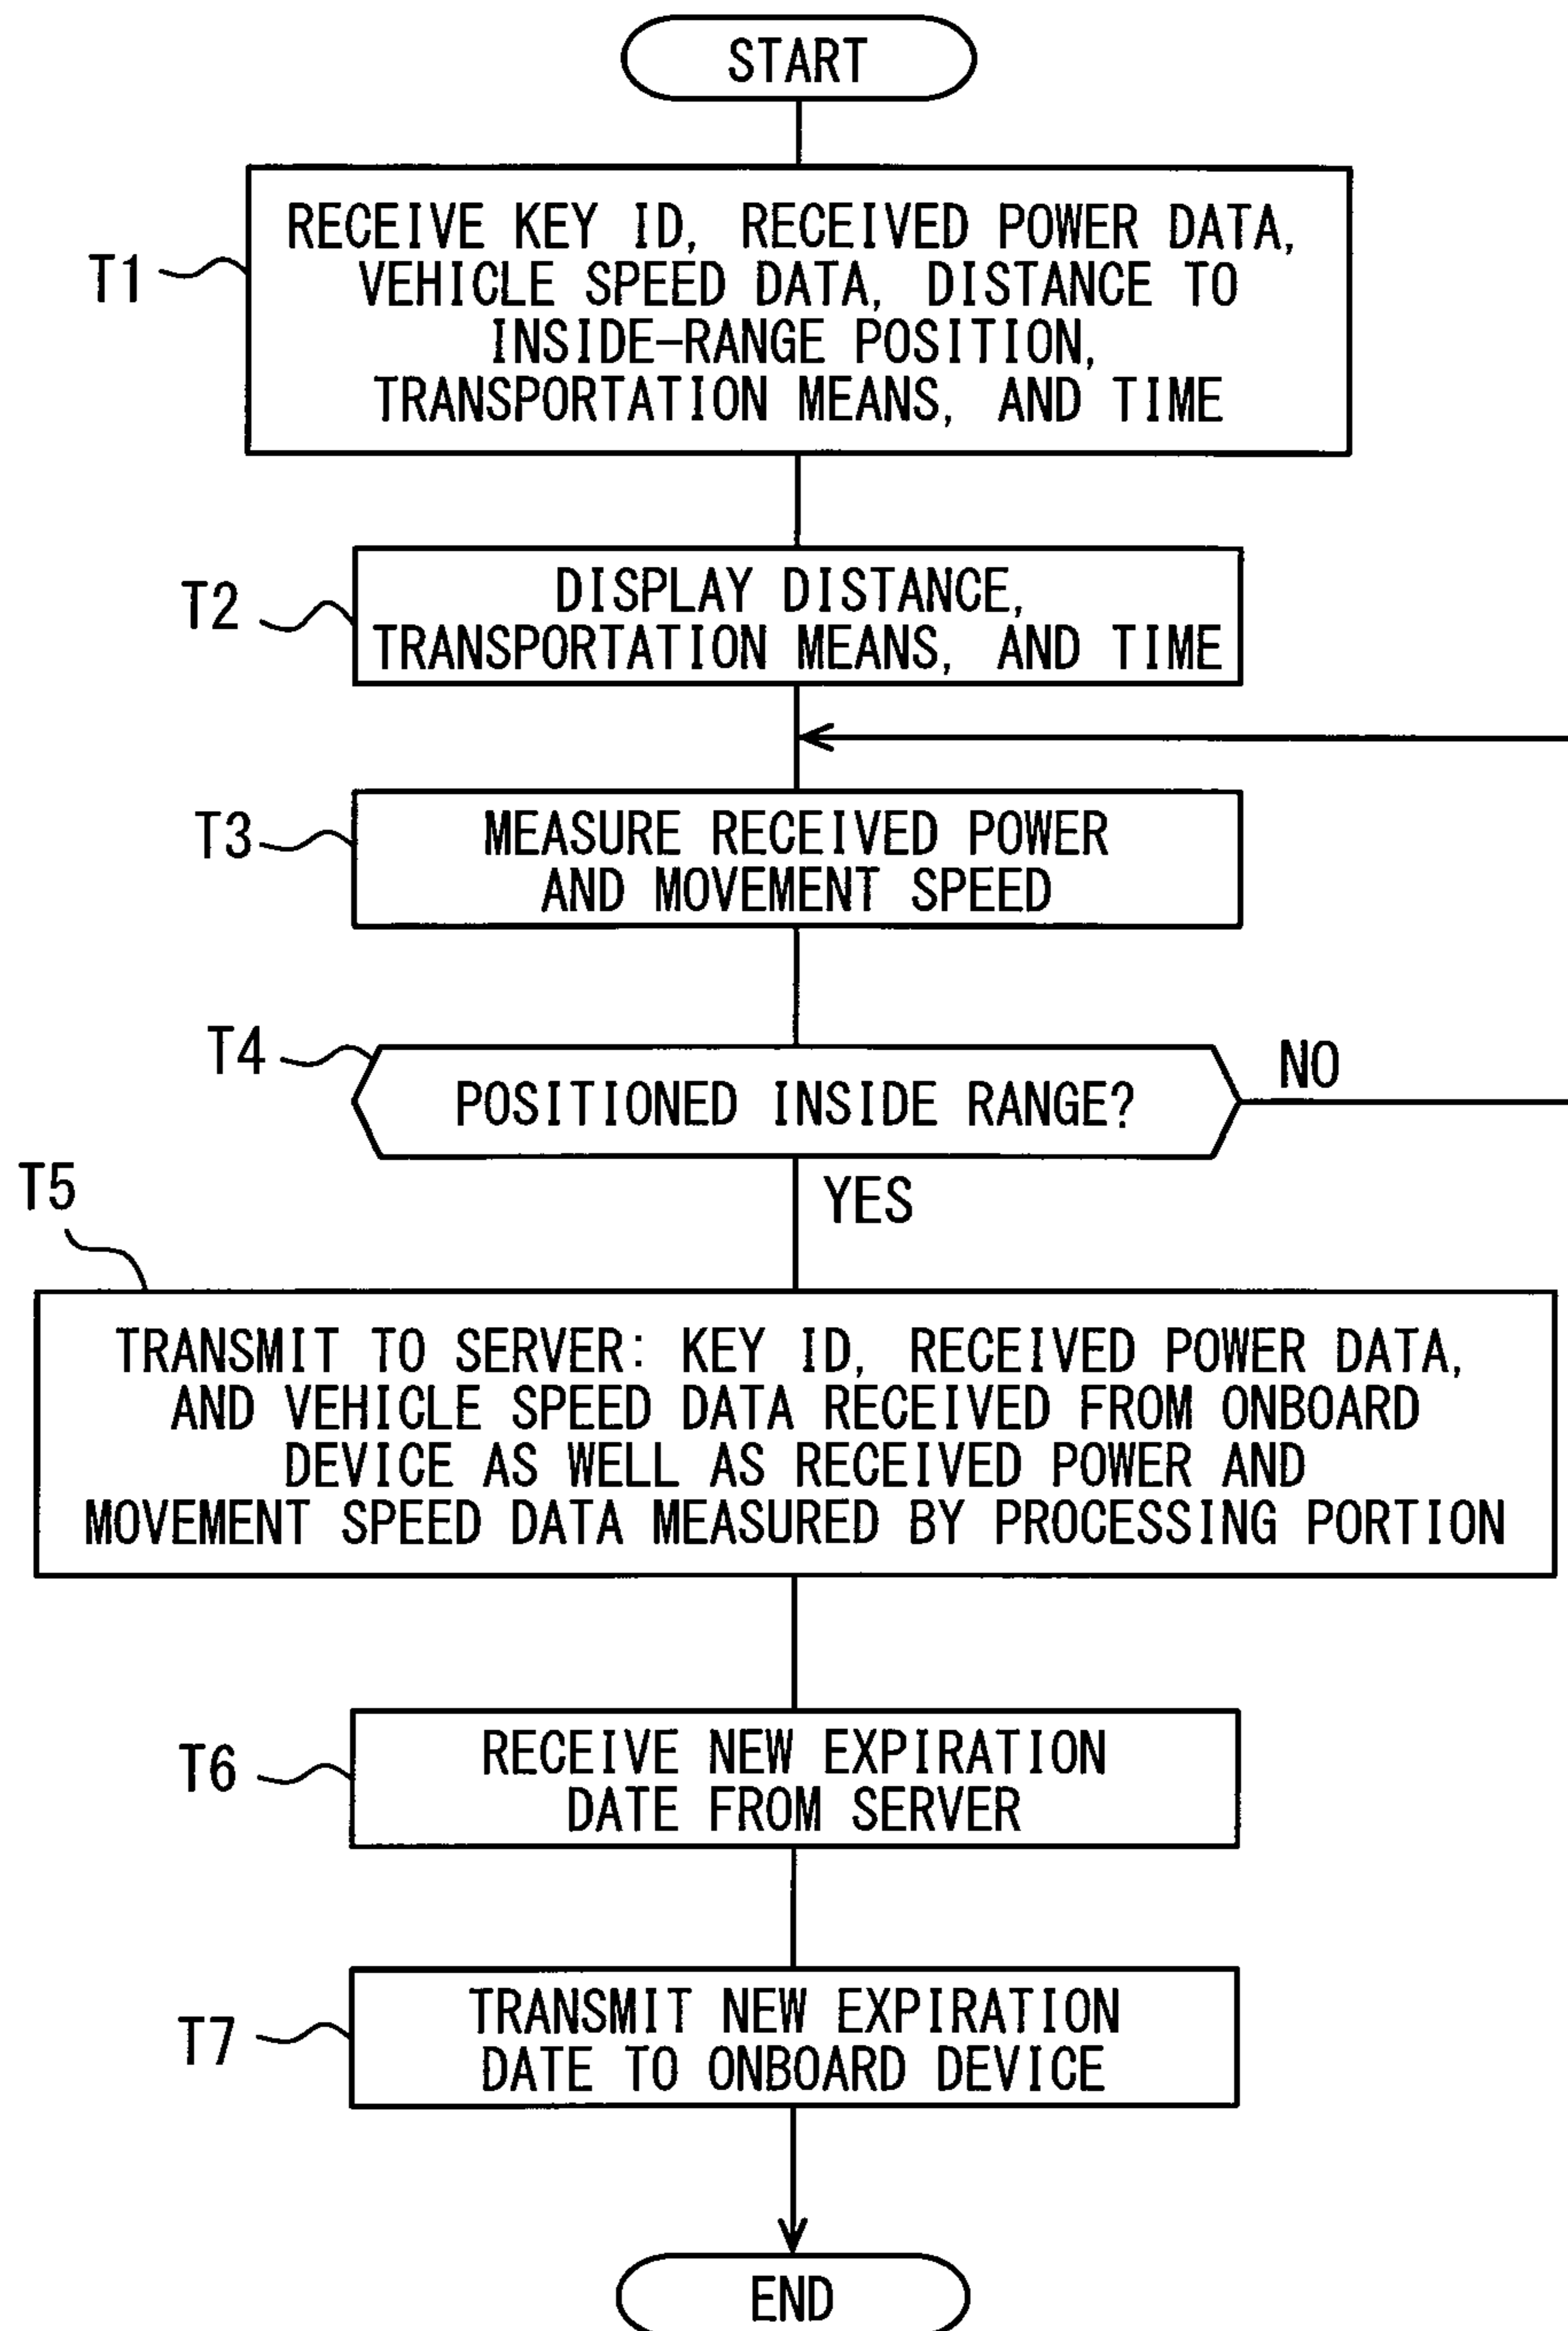 START
T1
RECEIVE KEY ID, RECEIVED POWER DATA,
VEHICLE SPEED DATA, DISTANCE TO
INSIDE-RANGE POSITION,
TRANSPORTATION MEANS, AND TIME
T2
DISPLAY DISTANCE,
TRANSPORTATION MEANS, AND TIME
T3
MEASURE RECEIVED POWER
AND MOVEMENT SPEED
T4
POSITIONED INSIDE RANGE?
NO
YES
T5
TRANSMIT TO SERVER: KEY ID, RECEIVED POWER DATA,
AND VEHICLE SPEED DATA RECEIVED FROM ONBOARD
DEVICE AS WELL AS RECEIVED POWER AND
MOVEMENT SPEED DATA MEASURED BY PROCESSING PORTION
T6
RECEIVE NEW EXPIRATION
DATE FROM SERVER
T7
TRANSMIT NEW EXPIRATION
DATE TO ONBOARD DEVICE
END